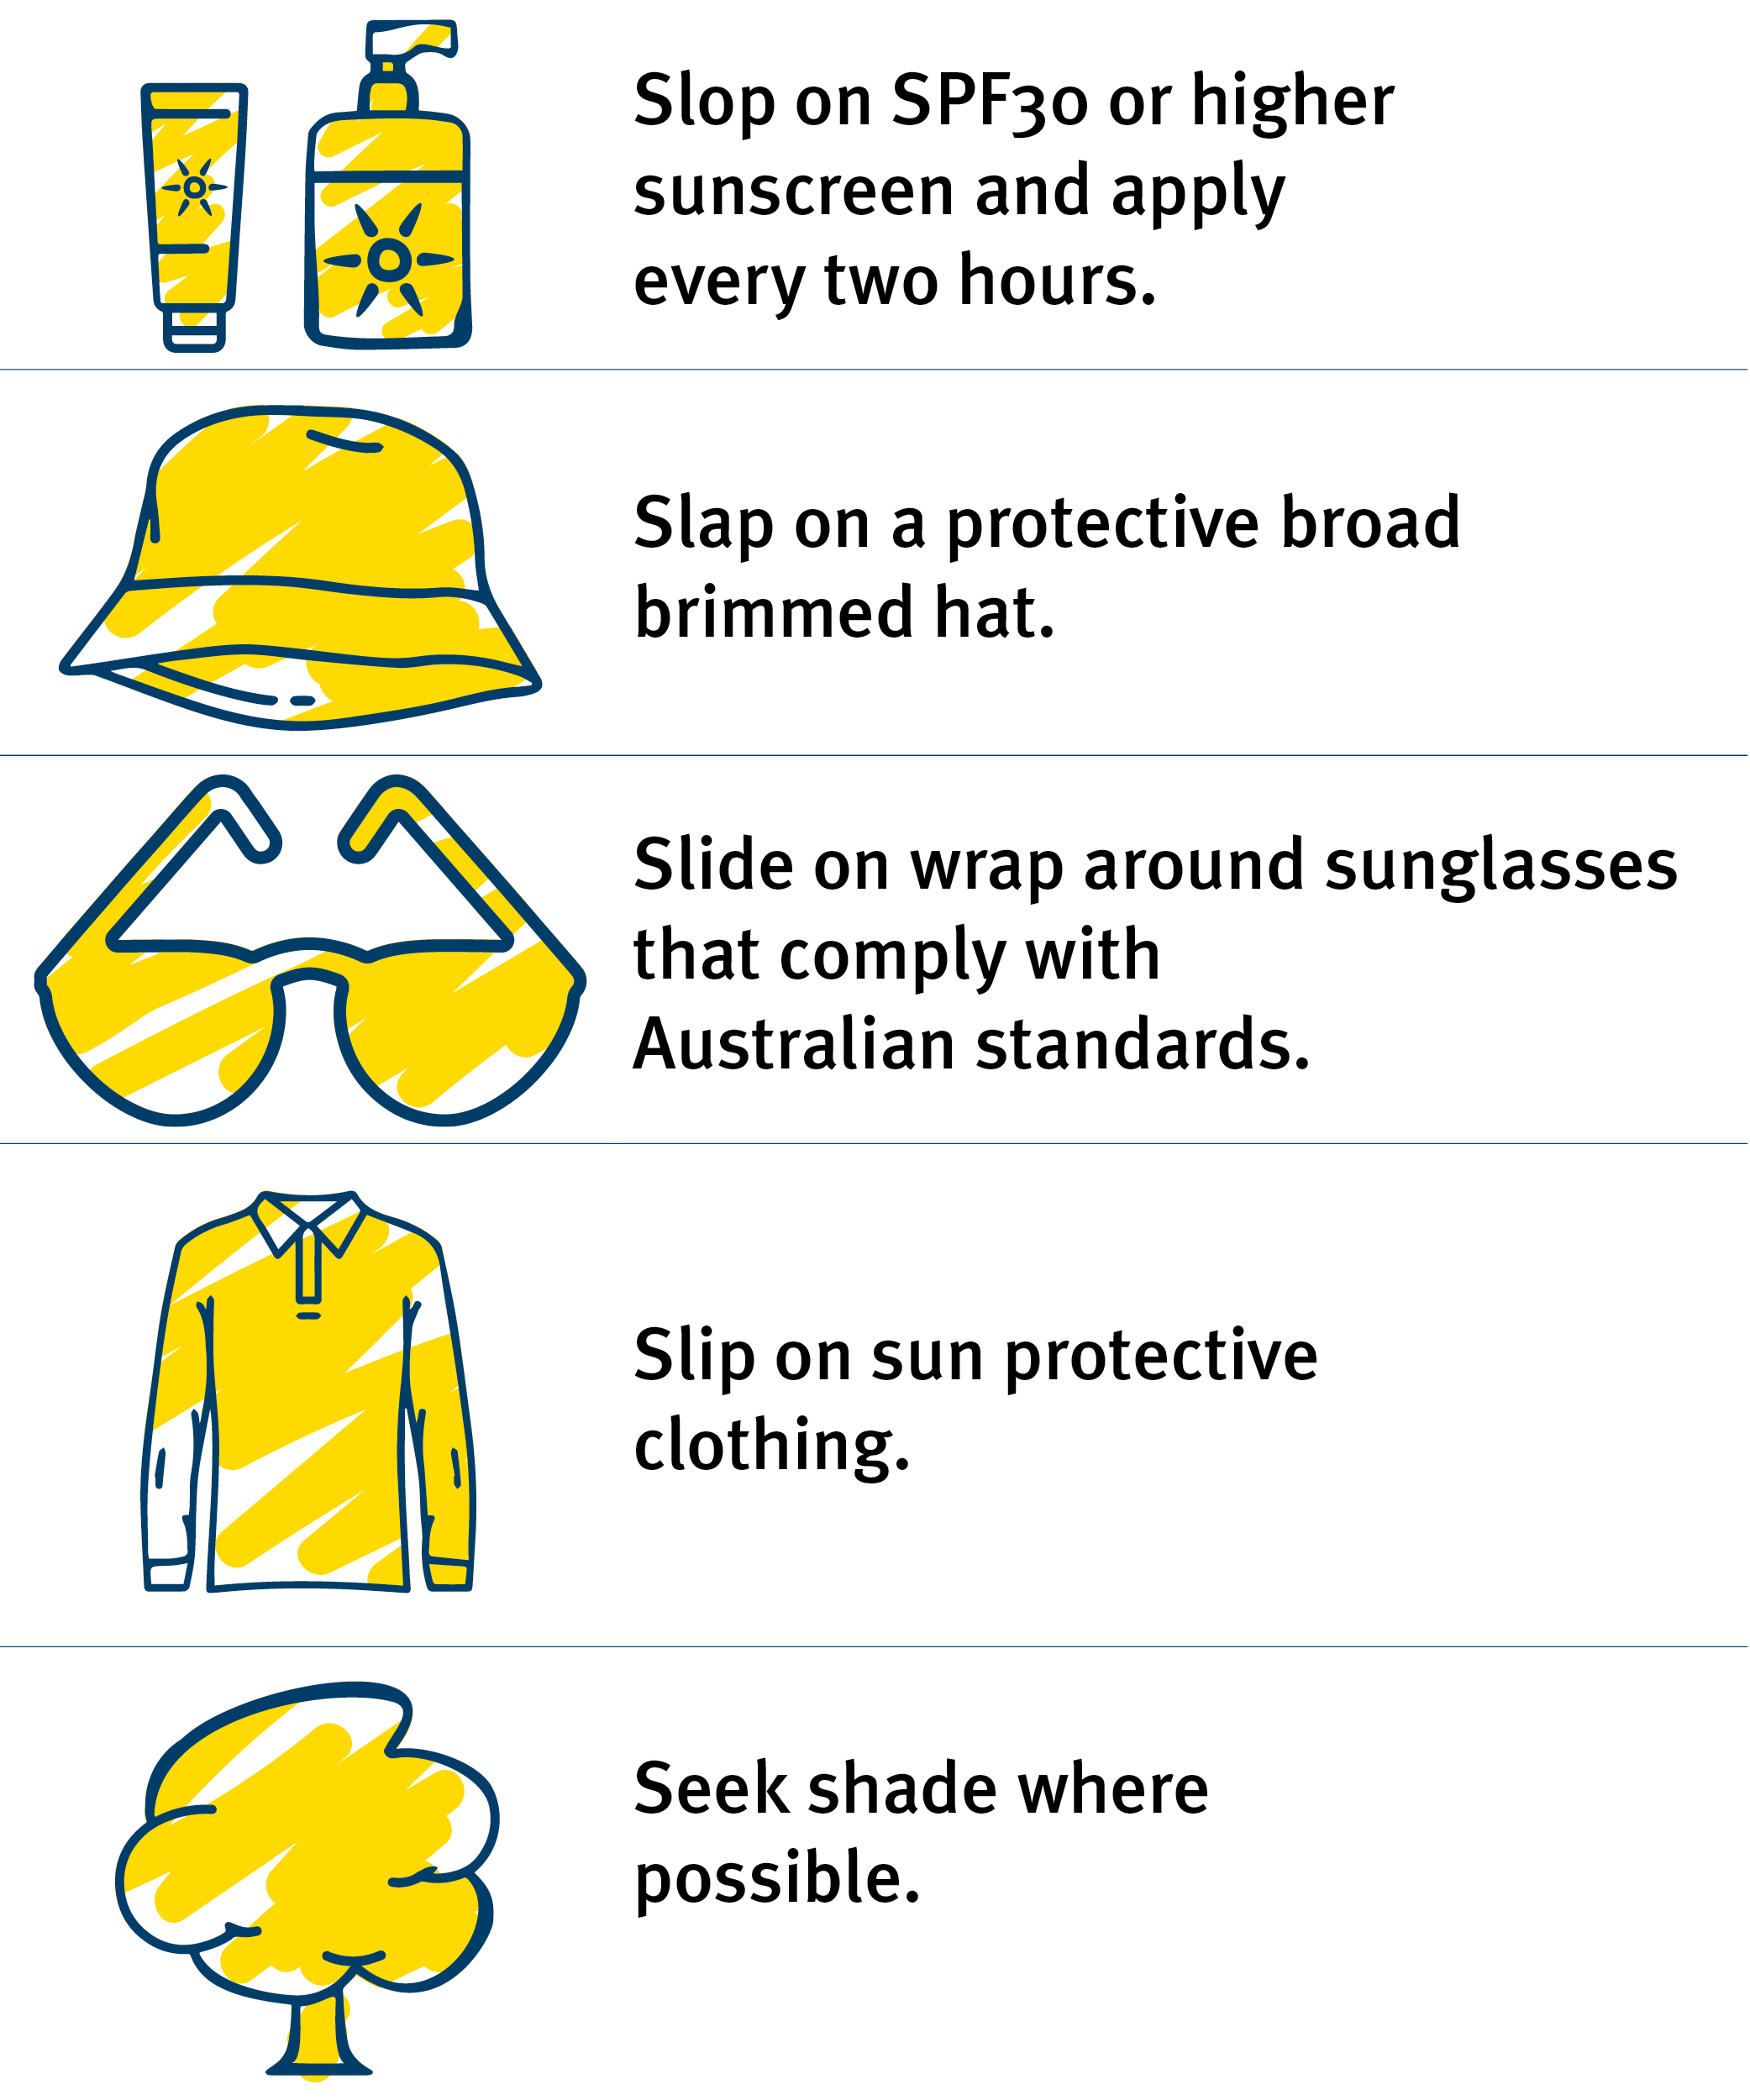 Slop on SPF30 or higher
sunscreen and apply
every two hours.
Slap on a protective broad
brimmed hat.
Slide on wrap around sunglasses
that comply with
Australian standards.
Slip on sun protective
clothing.
Seek shade where
possible.